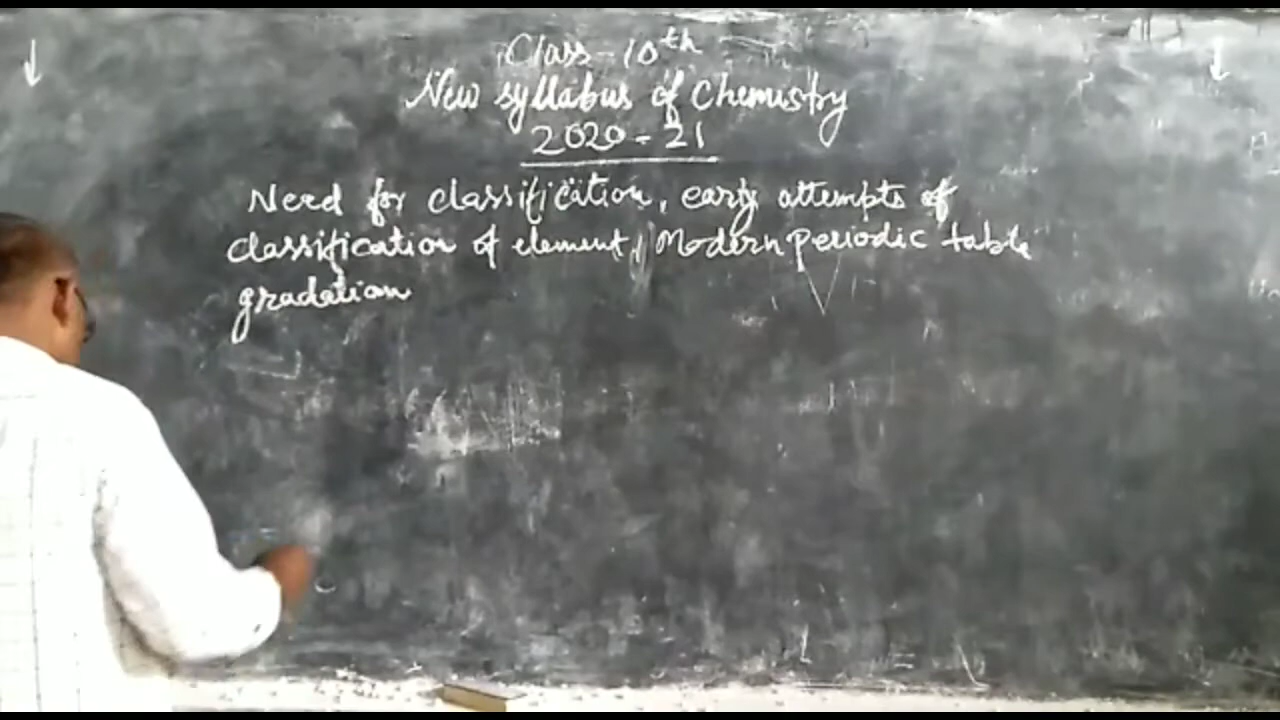 Class-10th
New syllabus of Chemistry
2020-21
Need for classification, early attempts of
classification of element, Modern periodic table
gradation